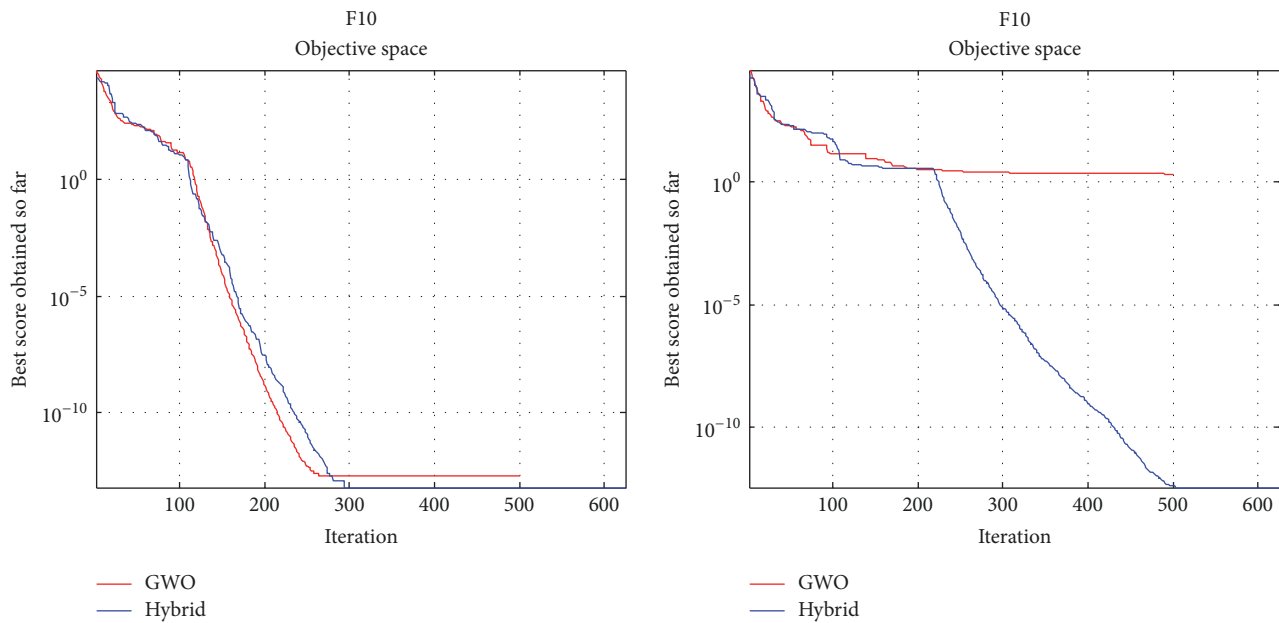 F10
Objective space
Best score obtained so far
10^0
10^-5
10^-10
100 200 300 400 500 600
Iteration
GWO
Hybrid
F10
Objective space
Best score obtained so far
10^0
10^-5
10^-10
100 200 300 400 500 600
Iteration
GWO
Hybrid